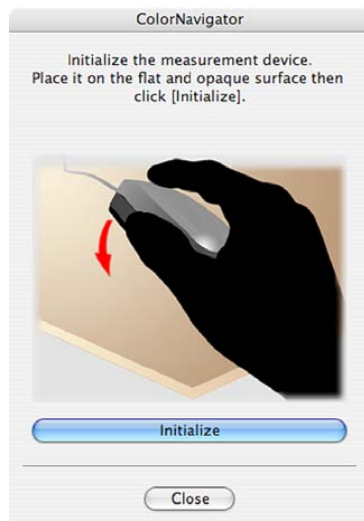 ColorNavigator
Initialize the measurement device.
Place it on the flat and opaque surface then
click [Initialize].
Initialize
Close